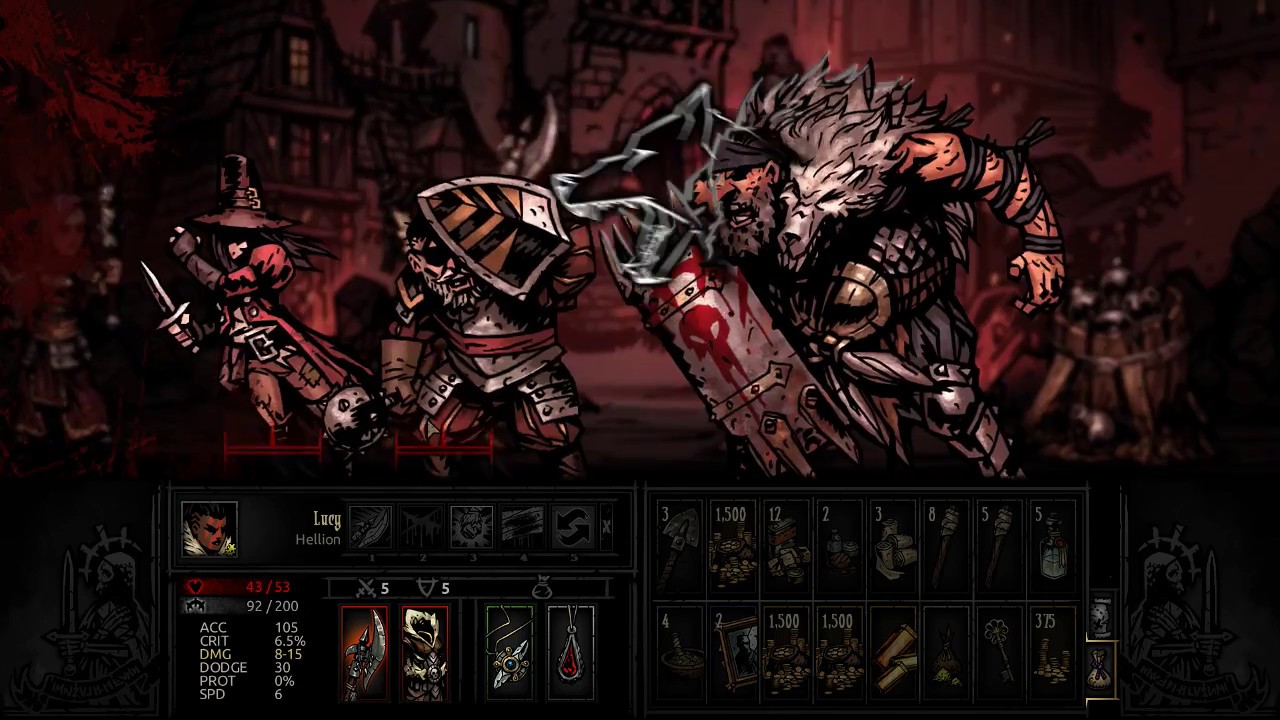 Lucy
Hellion
1 2 3 4 5
43 / 53
92 / 200
5 5
ACC 105
CRIT 6.5%
DMG 8-15
DODGE 30
PROT 0%
SPD 6
3 1,500 12 2 3 8 5 5
4 2 1,500 1,500 375